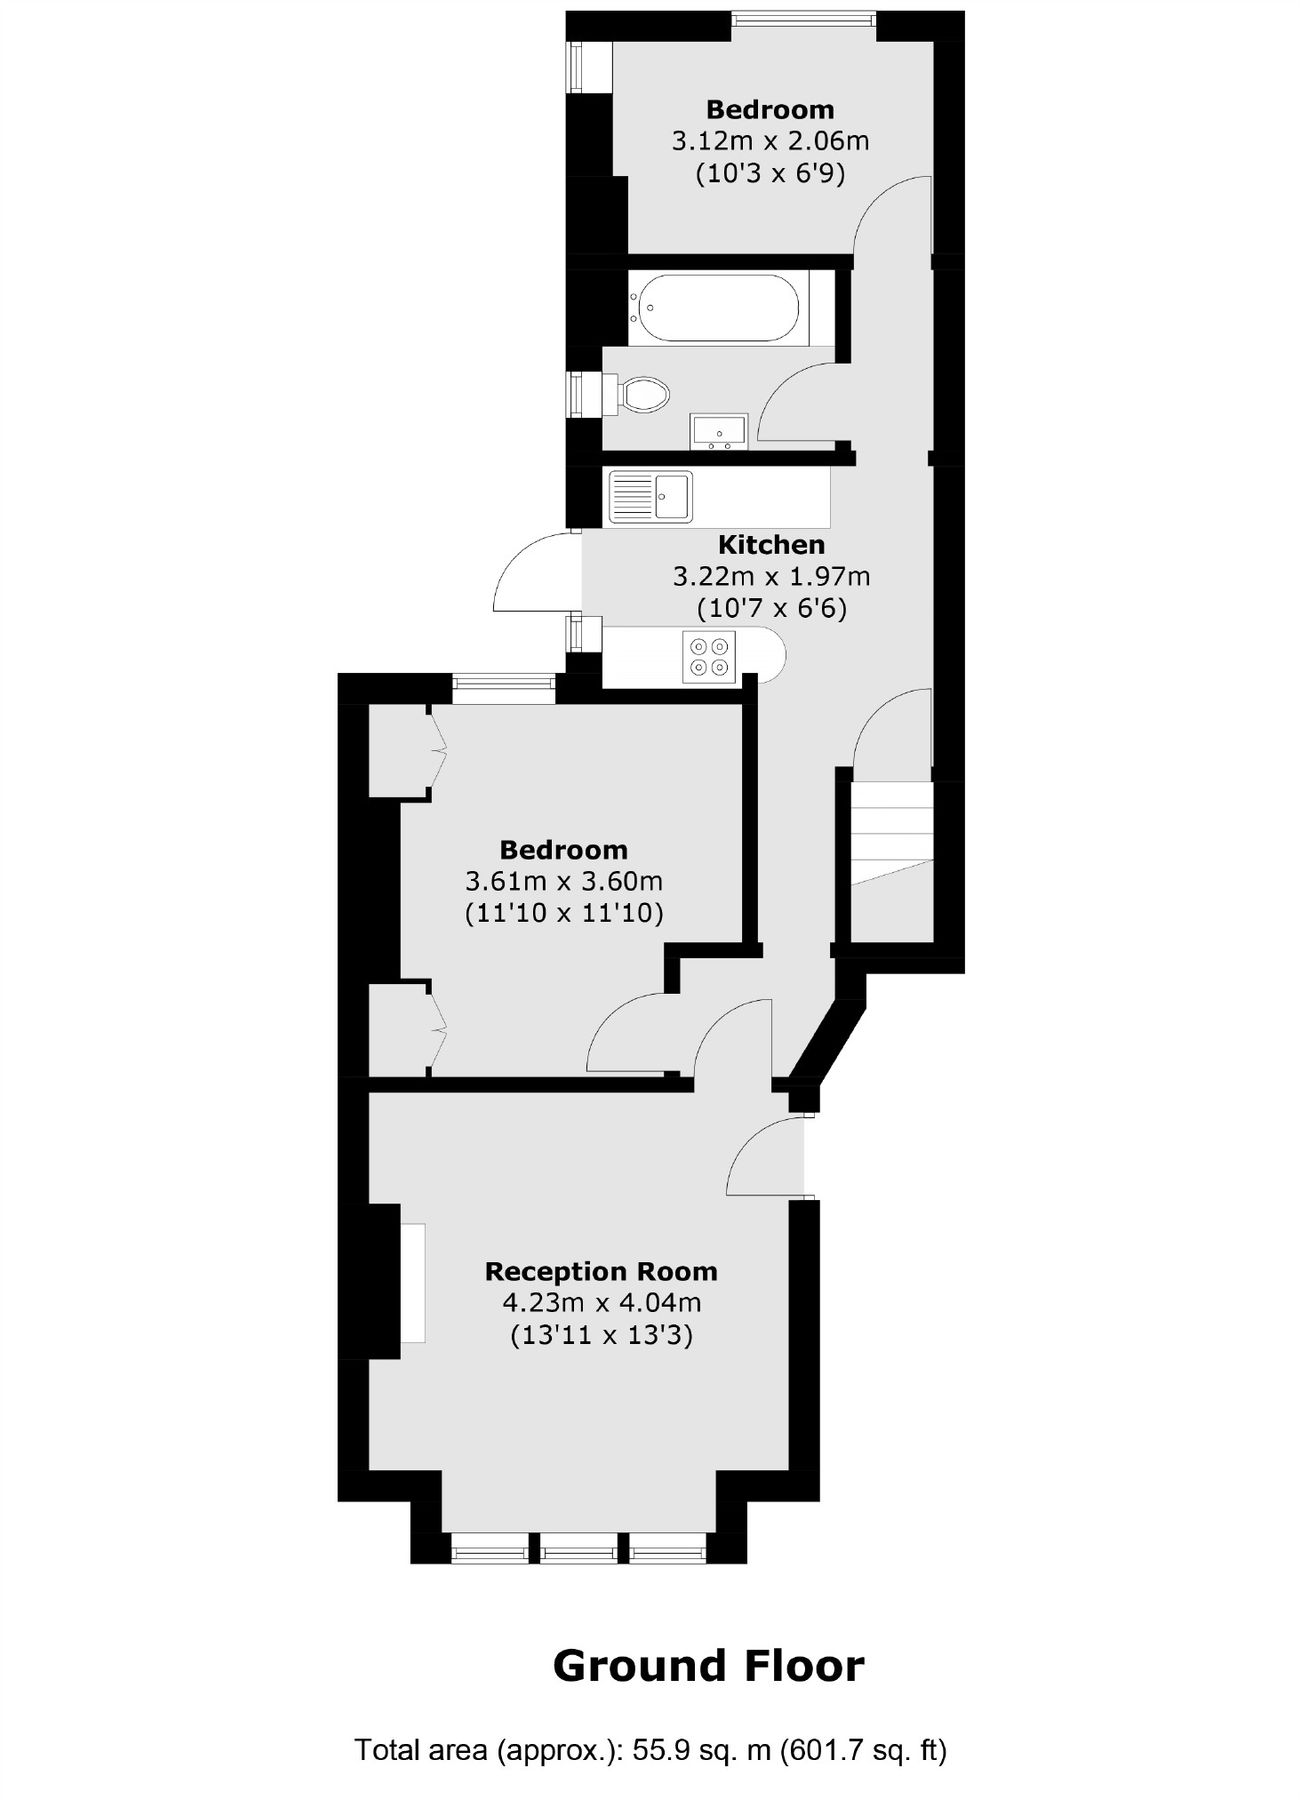 Bedroom
3.12m x 2.06m
(10'3 x 6'9)
Kitchen
3.22m x 1.97m
(10'7 x 6'6)
Bedroom
3.61m x 3.60m
(11'10 x 11'10)
Reception Room
4.23m x 4.04m
(13'11 x 13'3)
Ground Floor
Total area (approx.): 55.9 sq. m (601.7 sq. ft)